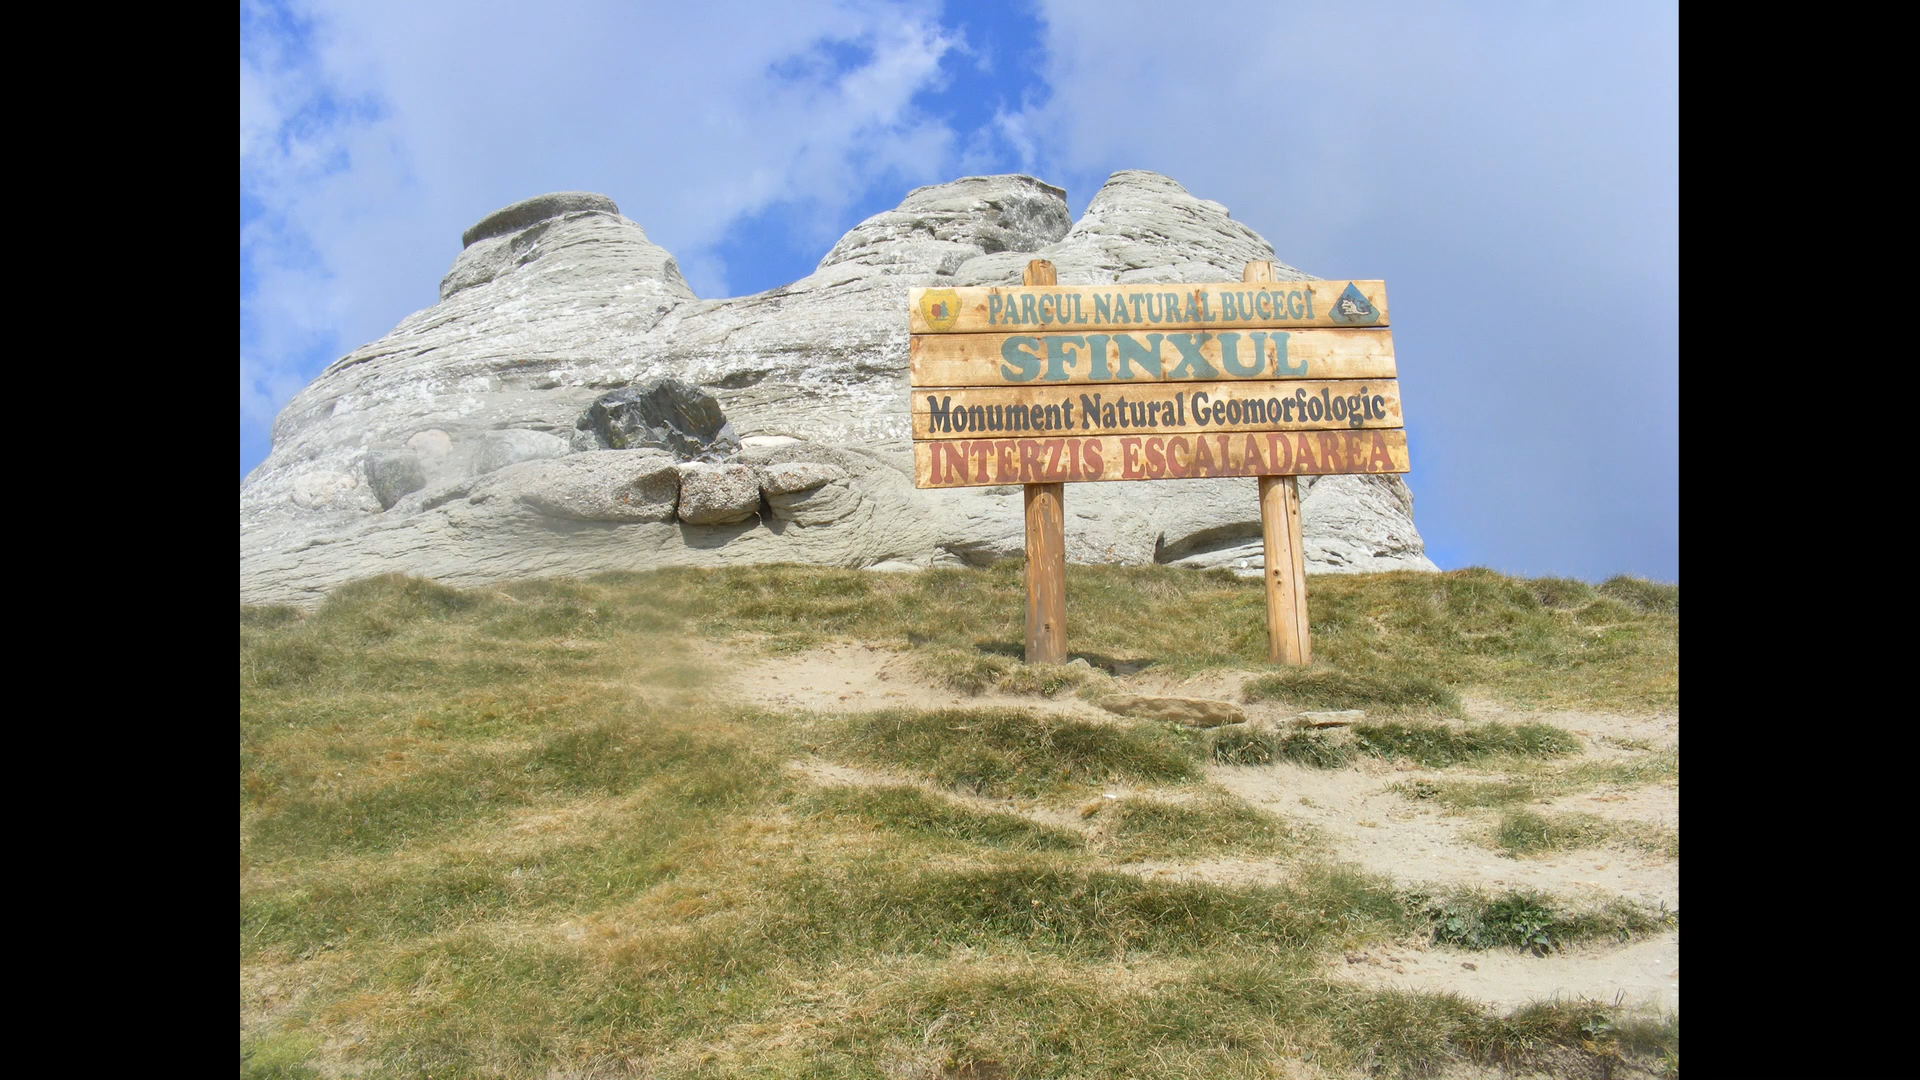 PARCUL NATURAL BUCEGI
SFINXUL
Monument Natural Geomorfologic
INTERZIS ESCALADAREA